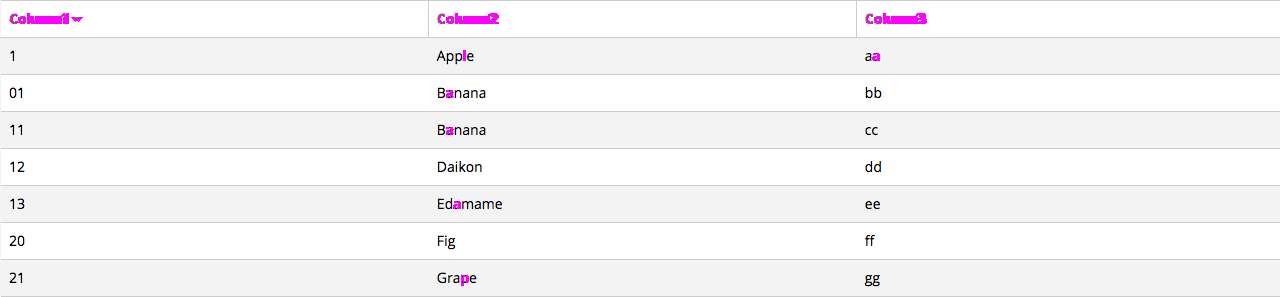 Column1 Column2 Column3
1 Apple aa
01 Banana bb
11 Banana cc
12 Daikon dd
13 Edamame ee
20 Fig ff
21 Grape gg